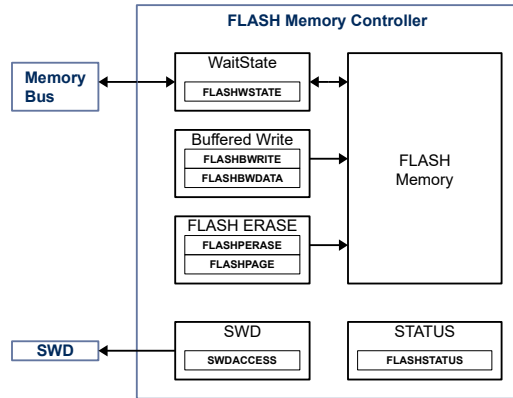 FLASH Memory Controller
Memory
Bus
WaitState
FLASHWSTATE
Buffered Write
FLASHBWRITE
FLASHBWDATA
FLASH ERASE
FLASHPERASE
FLASHPAGE
FLASH
Memory
SWD
SWD
SWDACCESS
STATUS
FLASHSTATUS